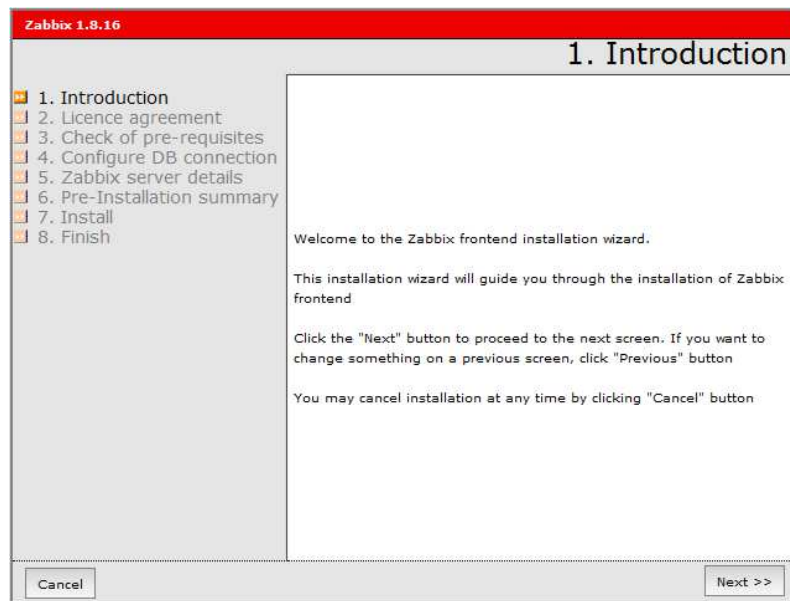 Zabbix 1.8.16
1. Introduction
1. Introduction
2. Licence agreement
3. Check of pre-requisites
4. Configure DB connection
5. Zabbix server details
6. Pre-Installation summary
7. Install
8. Finish
Welcome to the Zabbix frontend installation wizard.
This installation wizard will guide you through the installation of Zabbix
frontend
Click the "Next" button to proceed to the next screen. If you want to
change something on a previous screen, click "Previous" button
You may cancel installation at any time by clicking "Cancel" button
Cancel
Next >>